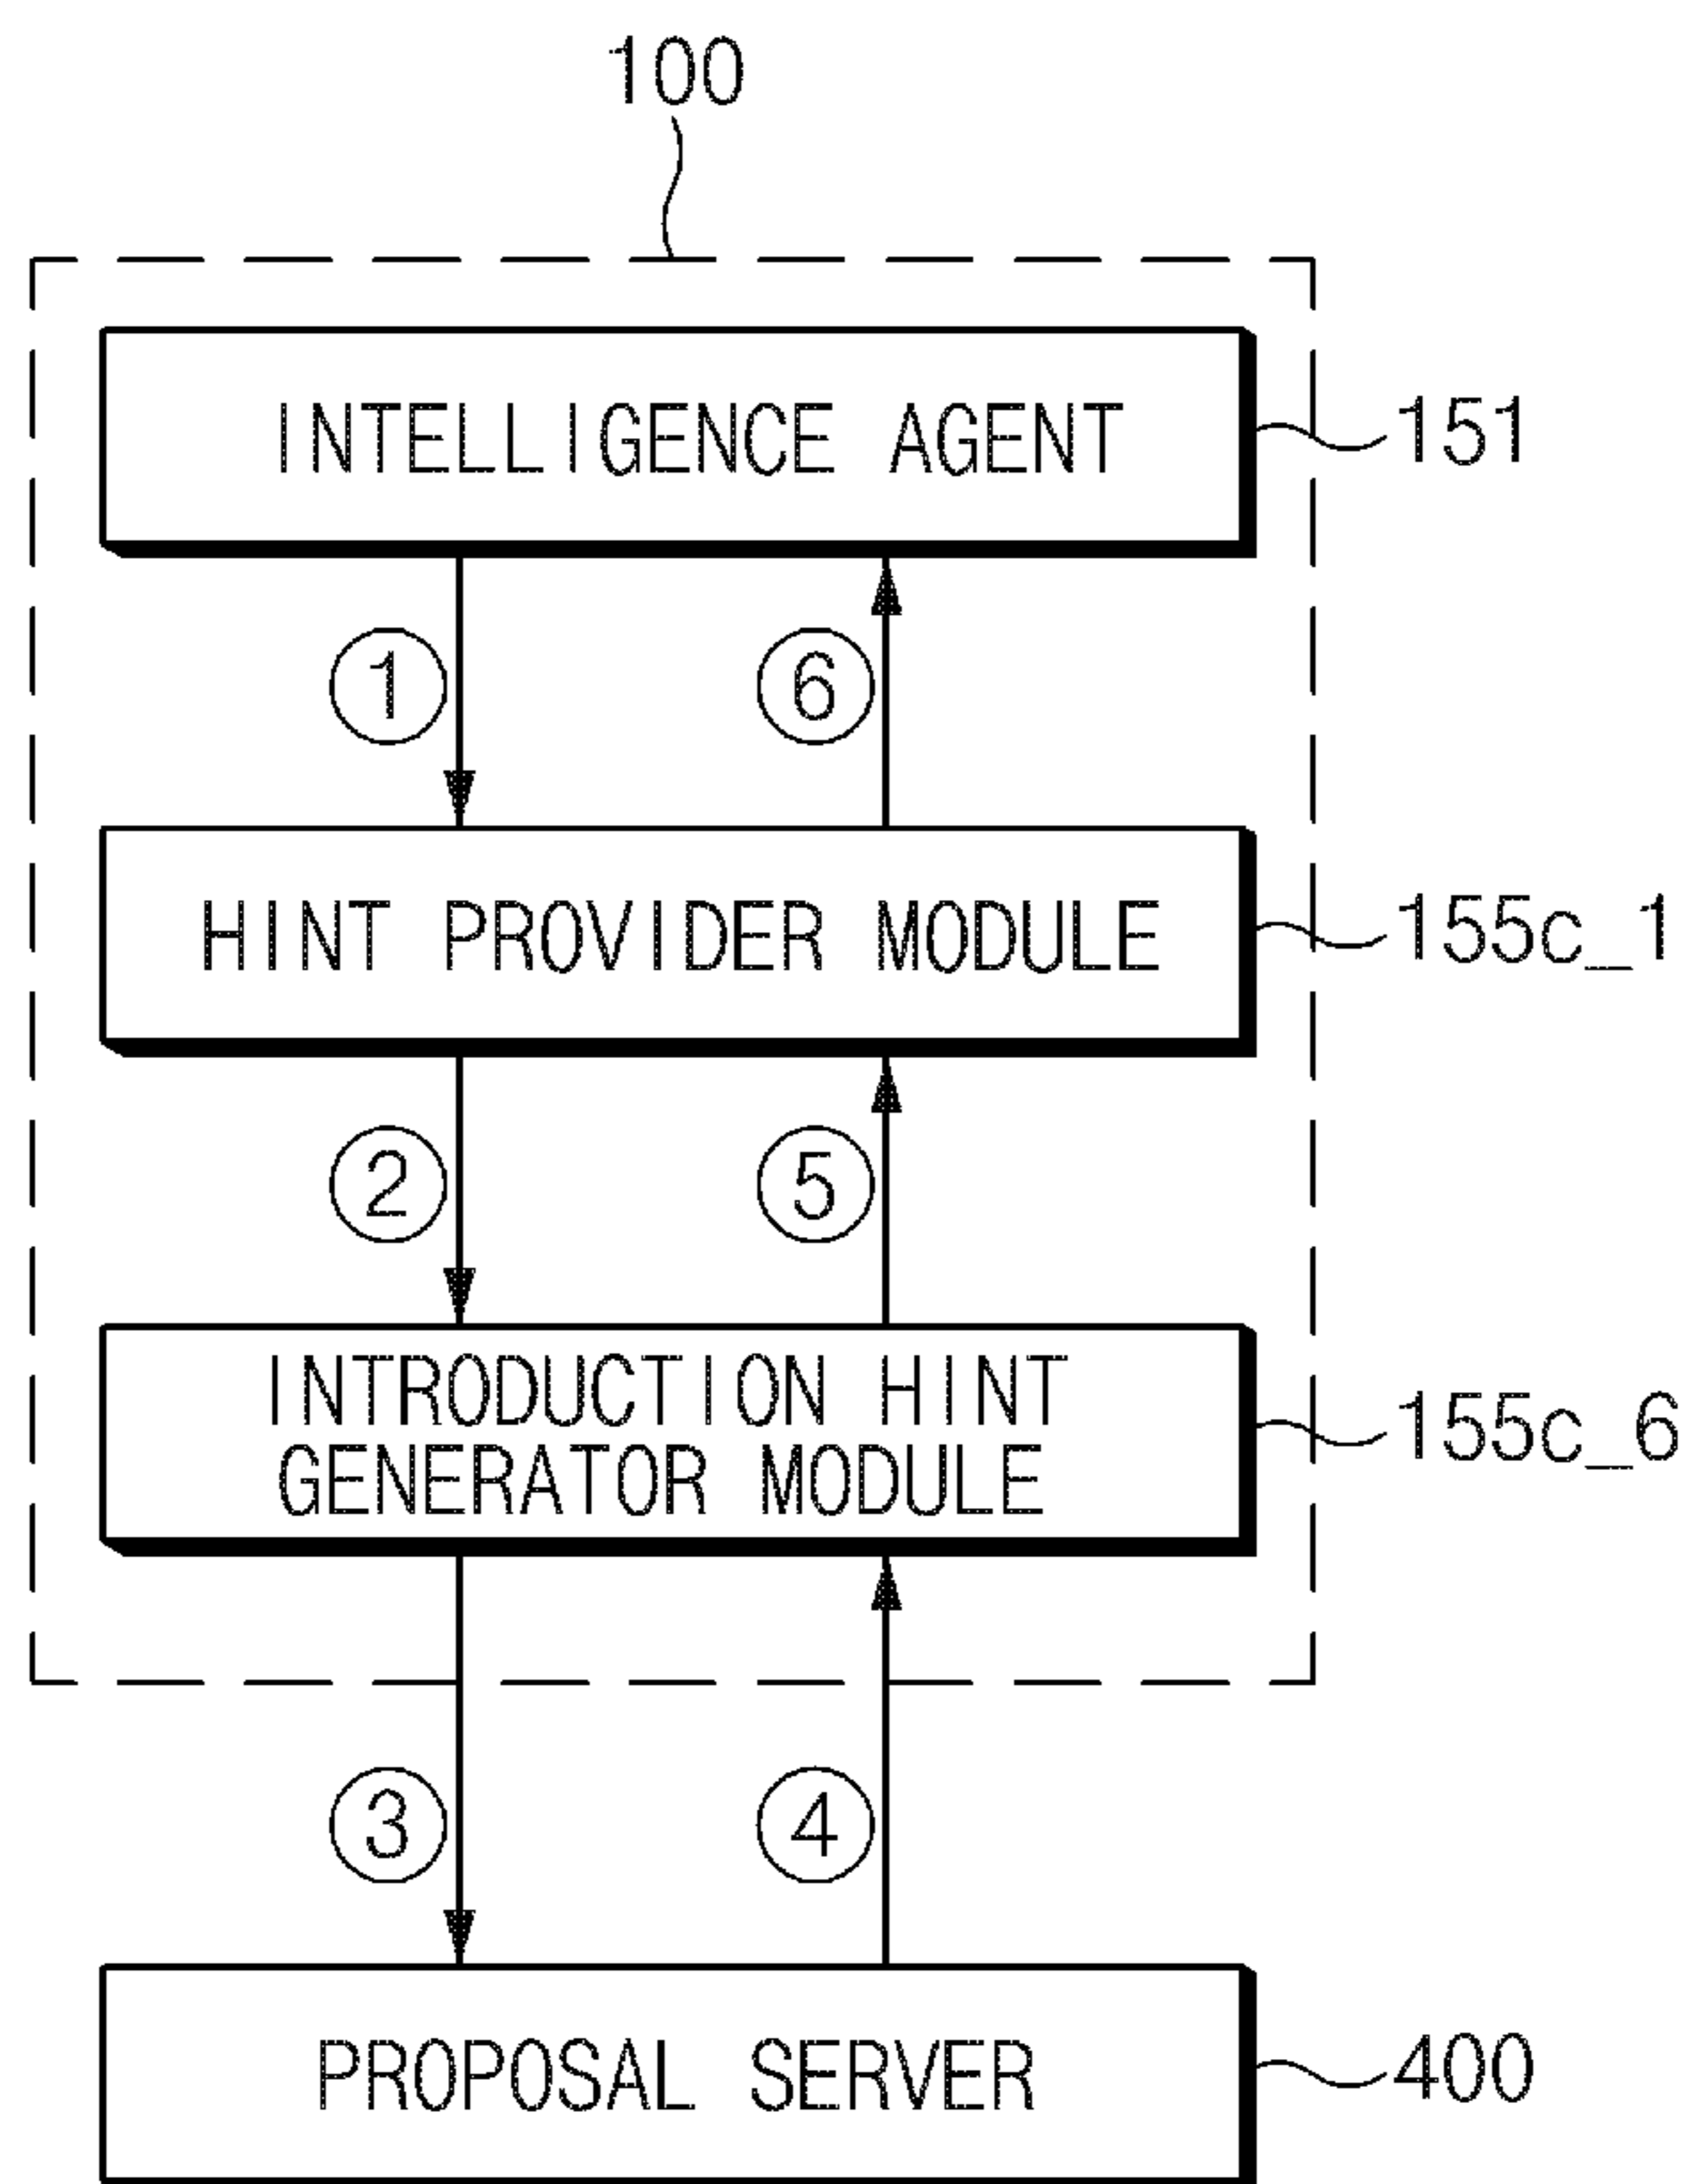 100
INTELLIGENCE AGENT
151
1
6
HINT PROVIDER MODULE
155c_1
2
5
INTRODUCTION HINT
GENERATOR MODULE
155c_6
3
4
PROPOSAL SERVER
400